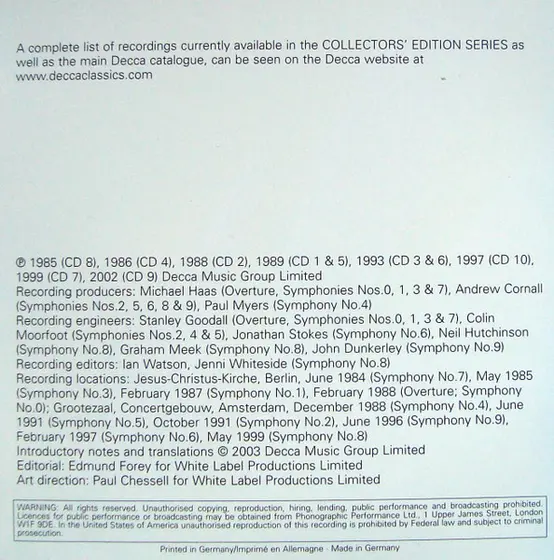 A complete list of recordings currently available in the COLLECTORS' EDITION SERIES as
well as the main Decca catalogue, can be seen on the Decca website at
www.deccaclassics.com
℗ 1985 (CD 8), 1986 (CD 4), 1988 (CD 2), 1989 (CD 1 & 5), 1993 (CD 3 & 6), 1997 (CD 10),
1999 (CD 7), 2002 (CD 9) Decca Music Group Limited
Recording producers: Michael Haas (Overture, Symphonies Nos.0, 1, 3 & 7), Andrew Cornall
(Symphonies Nos.2, 5, 6, 8 & 9), Paul Myers (Symphony No.4)
Recording engineers: Stanley Goodall (Overture, Symphonies Nos.0, 1, 3 & 7), Colin
Moorfoot (Symphonies Nos.2, 4 & 5), Jonathan Stokes (Symphony No.6), Neil Hutchinson
(Symphony No.8), Graham Meek (Symphony No.8), John Dunkerley (Symphony No.9)
Recording editors: Ian Watson, Jenni Whiteside (Symphony No.8)
Recording locations: Jesus-Christus-Kirche, Berlin, June 1984 (Symphony No.7), May 1985
(Symphony No.3), February 1987 (Symphony No.1), February 1988 (Overture; Symphony
No.0); Grootezaal, Concertgebouw, Amsterdam, December 1988 (Symphony No.4), June
1991 (Symphony No.5), October 1991 (Symphony No.2), June 1996 (Symphony No.9),
February 1997 (Symphony No.6), May 1999 (Symphony No.8)
Introductory notes and translations © 2003 Decca Music Group Limited
Editorial: Edmund Forey for White Label Productions Limited
Art direction: Paul Chessell for White Label Productions Limited
WARNING: All rights reserved. Unauthorised copying, reproduction, hiring, lending, public performance and broadcasting prohibited.
Licences for public performance or broadcasting may be obtained from Phonographic Performance Ltd., 1 Upper James Street, London
W1F 9DE. In the United States of America unauthorised reproduction of this recording is prohibited by Federal law and subject to criminal
prosecution.
Printed in Germany/Imprimé en Allemagne · Made in Germany